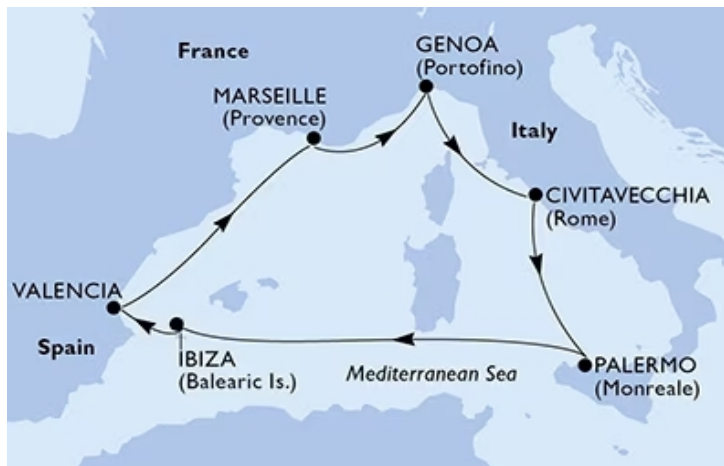 GENOA
(Portofino)
France
MARSEILLE
(Provence)
Italy
CIVITAVECCHIA
(Rome)
VALENCIA
Spain
IBIZA
(Balearic Is.)
Mediterranean Sea
PALERMO
(Monreale)